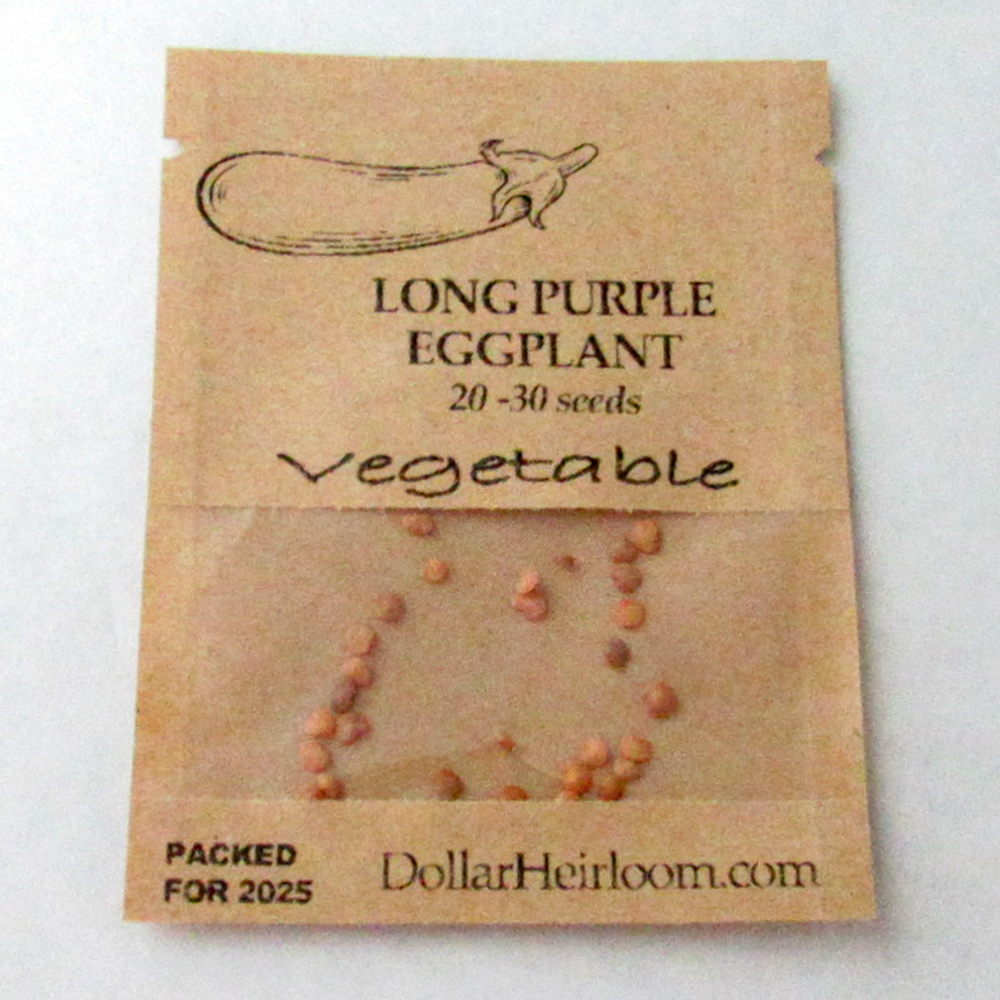 LONG PURPLE
EGGPLANT
20 -30 seeds
Vegetable
PACKED
FOR 2025
DollarHeirloom.com